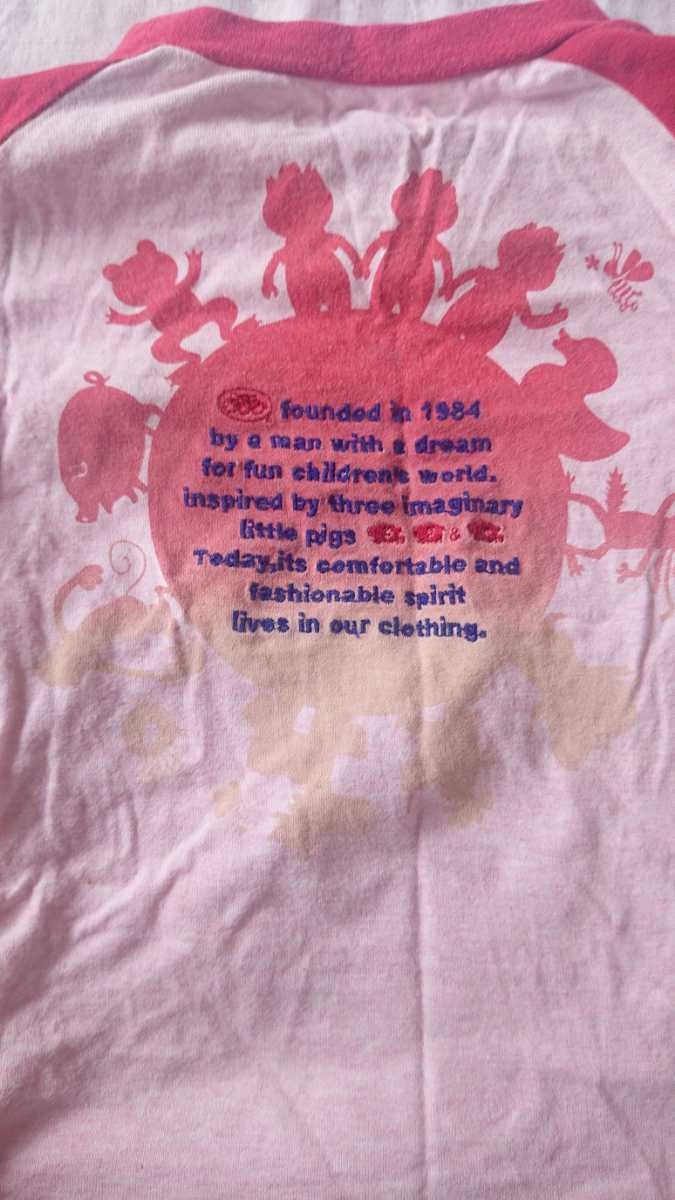 founded in 1984
by a man with a dream
for fun children's world.
inspired by three imaginary
little pigs &
Today,its comfortable and
fashionable spirit
lives in our clothing.